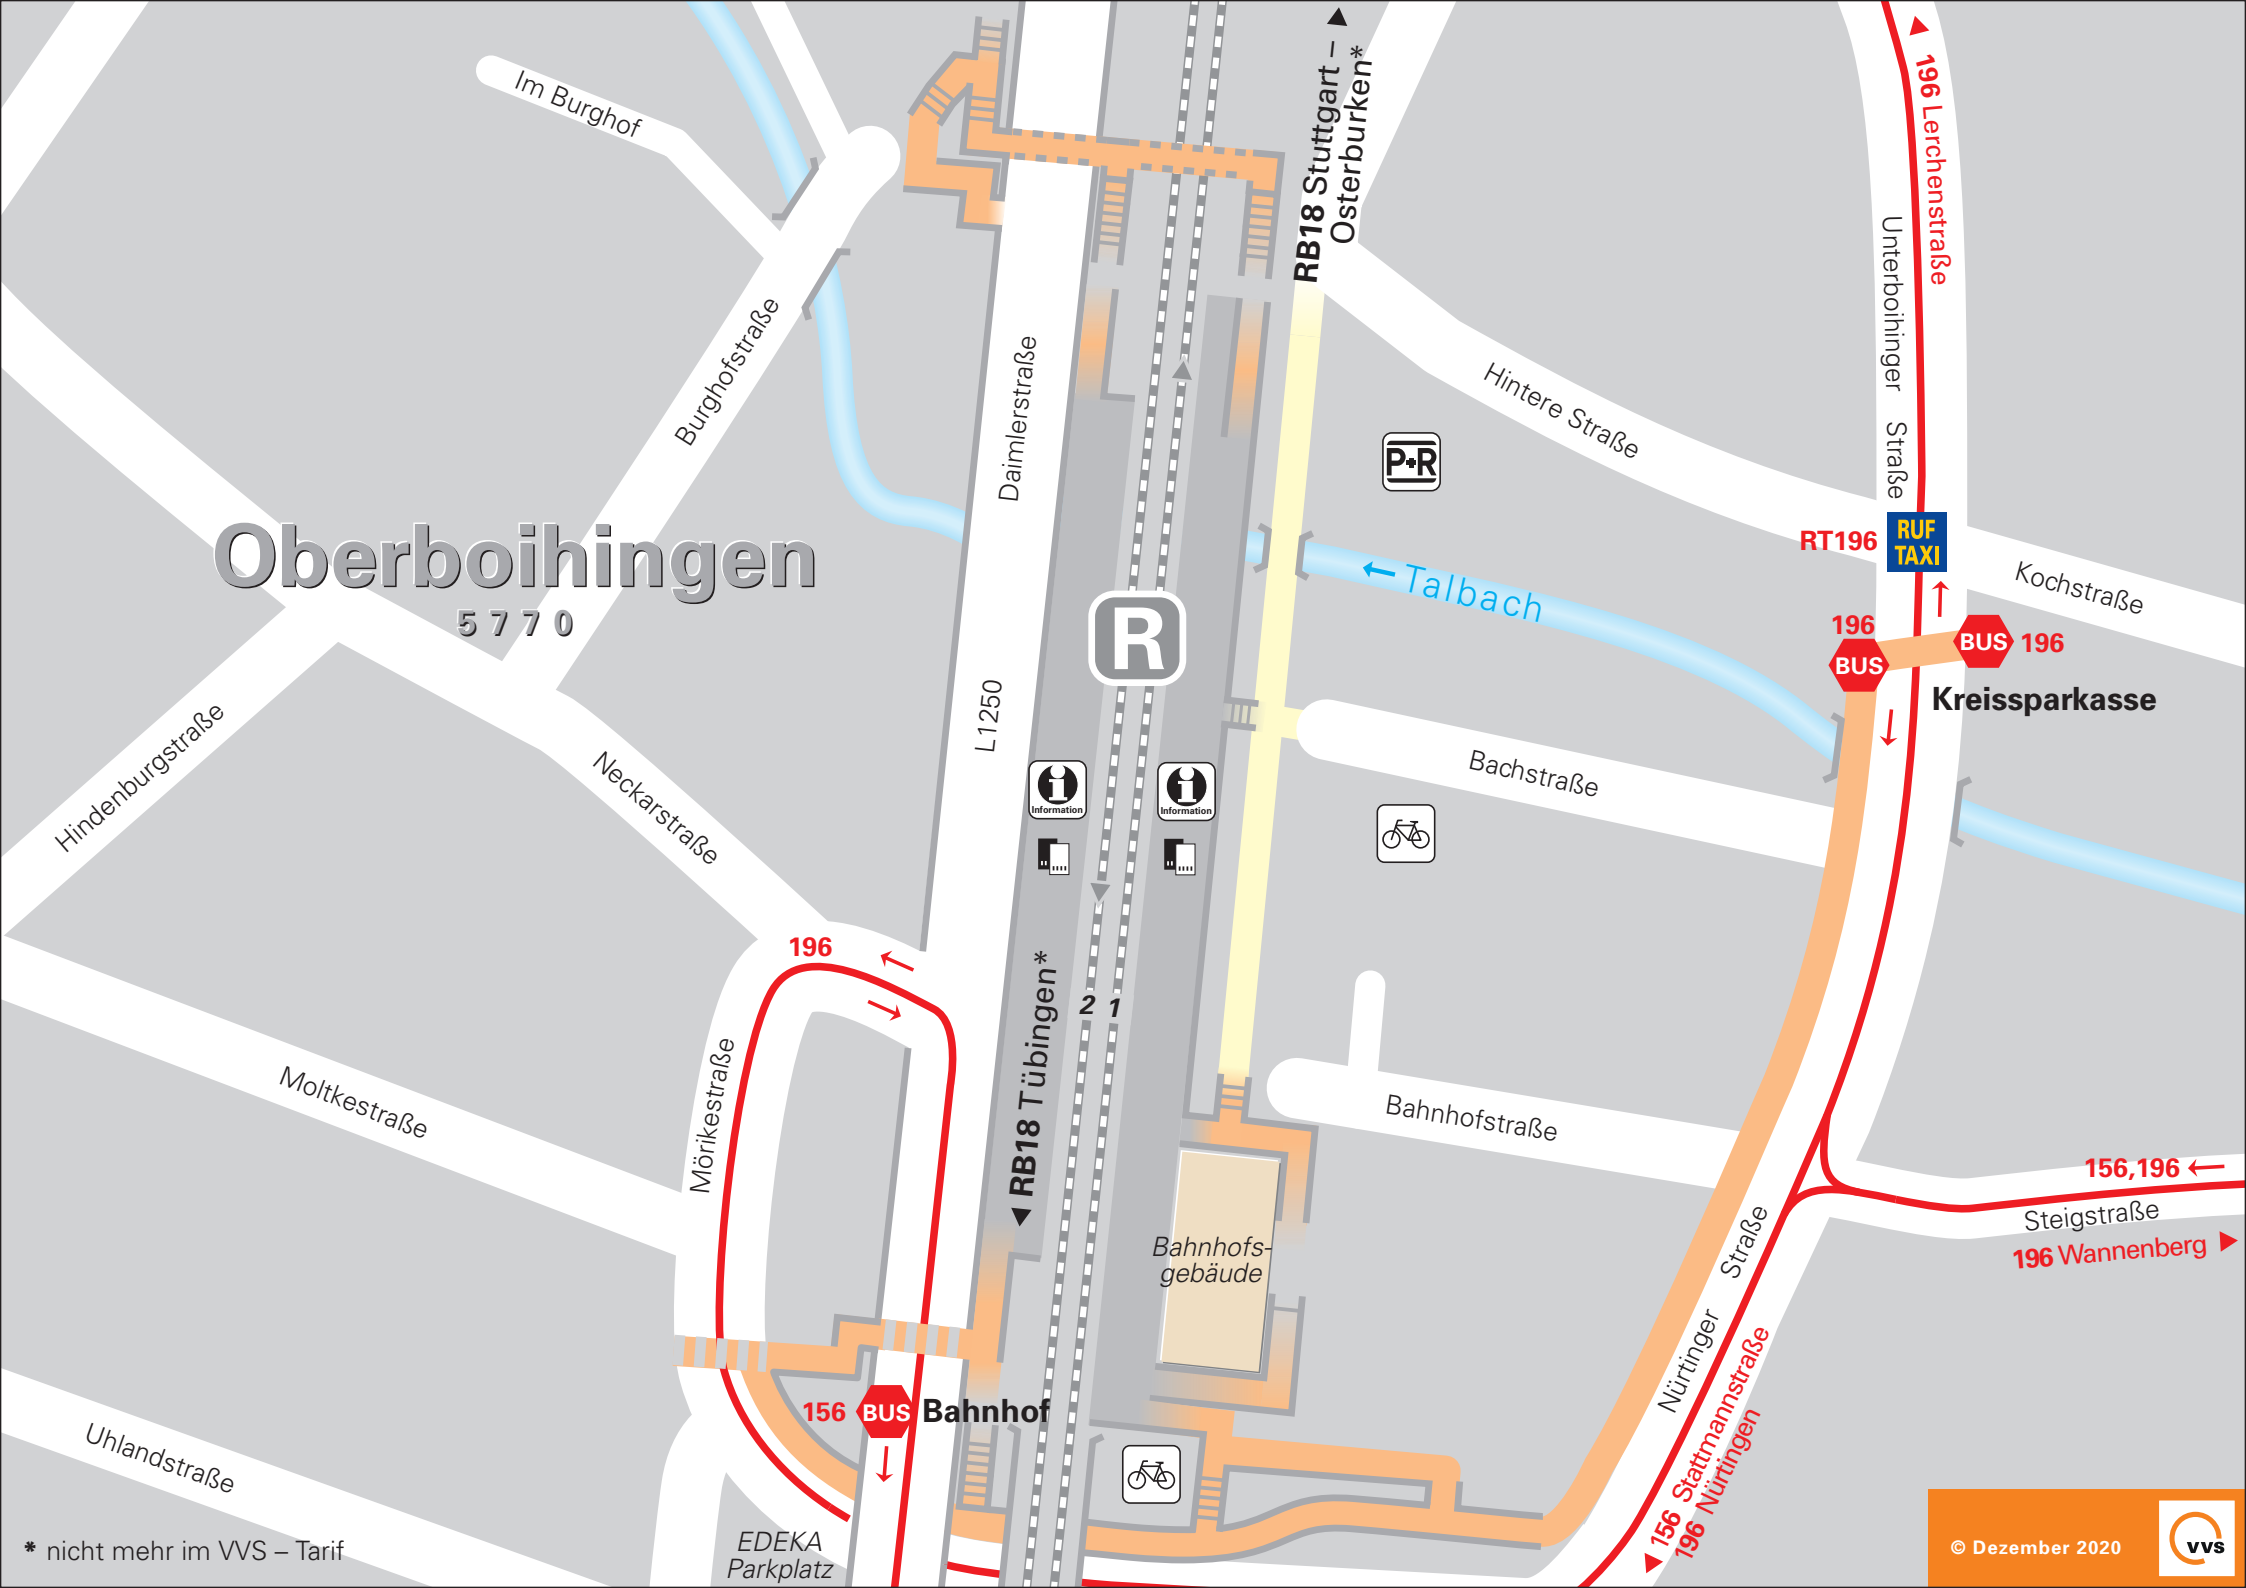 Im Burghof
RB18 Stuttgart –
Osterburken*
196 Lerchenstraße
Unterboihinger Straße
Burghofstraße
Daimlerstraße
Hintere Straße
P+R
RT196
RUF
TAXI
Oberboihingen
5770
Talbach
Kochstraße
196
BUS
BUS
196
Kreissparkasse
R
L1250
Hindenburgstraße
Neckarstraße
i
Information
i
Information
Bachstraße
196
RB18 Tübingen*
2 1
Mörikestraße
Moltkestraße
Bahnhofstraße
156,196
Steigstraße
196 Wannenberg
Bahnhofs-
gebäude
Nürtinger Straße
156 Stattmannstraße
196 Nürtingen
156
BUS
Bahnhof
Uhlandstraße
EDEKA
Parkplatz
* nicht mehr im VVS – Tarif
© Dezember 2020
VVS